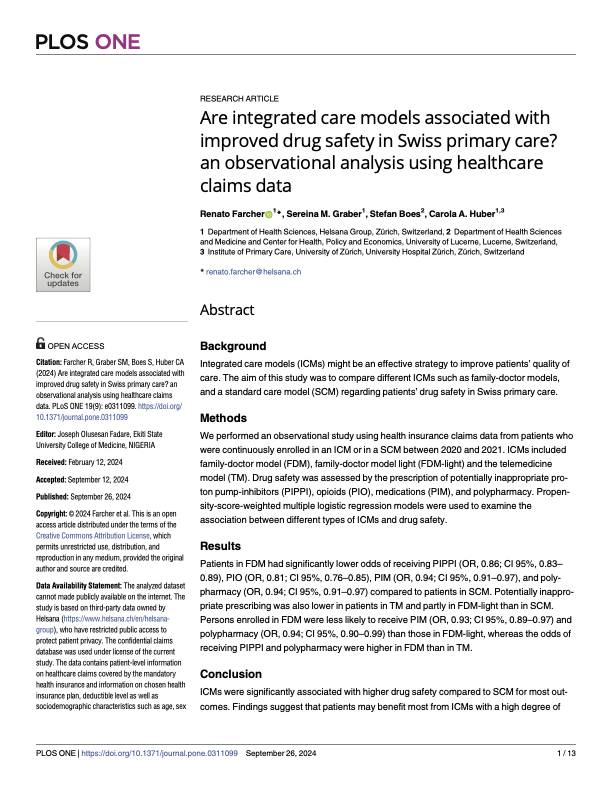 PLOS ONE
RESEARCH ARTICLE
Are integrated care models associated with
improved drug safety in Swiss primary care?
an observational analysis using healthcare
claims data
Renato Farcher 1*, Sereina M. Graber1, Stefan Boes2, Carola A. Huber1,3
1 Department of Health Sciences, Helsana Group, Zürich, Switzerland, 2 Department of Health Sciences
and Medicine and Center for Health, Policy and Economics, University of Lucerne, Lucerne, Switzerland,
3 Institute of Primary Care, University of Zürich, University Hospital Zürich, Zürich, Switzerland
* renato.farcher@helsana.ch
Abstract
Background
Integrated care models (ICMs) might be an effective strategy to improve patients' quality of
care. The aim of this study was to compare different ICMs such as family-doctor models,
and a standard care model (SCM) regarding patients' drug safety in Swiss primary care.
Methods
We performed an observational study using health insurance claims data from patients who
were continuously enrolled in an ICM or in a SCM between 2020 and 2021. ICMs included
family-doctor model (FDM), family-doctor model light (FDM-light) and the telemedicine
model (TM). Drug safety was assessed by the prescription of potentially inappropriate pro-
ton pump-inhibitors (PIPPI), opioids (PIO), medications (PIM), and polypharmacy. Propen-
sity-score-weighted multiple logistic regression models were used to examine the
association between different types of ICMs and drug safety.
Results
Patients in FDM had significantly lower odds of receiving PIPPI (OR, 0.86; CI 95%, 0.83–
0.89), PIO (OR, 0.81; CI 95%, 0.76–0.85), PIM (OR, 0.94; CI 95%, 0.91–0.97), and poly-
pharmacy (OR, 0.94; CI 95%, 0.91–0.97) compared to patients in SCM. Potentially inappro-
priate prescribing was also lower in patients in TM and partly in FDM-light than in SCM.
Persons enrolled in FDM were less likely to receive PIM (OR, 0.93; CI 95%, 0.89–0.97) and
polypharmacy (OR, 0.94; CI 95%, 0.90–0.99) than those in FDM-light, whereas the odds of
receiving PIPPI and polypharmacy were higher in FDM than in TM.
Conclusion
ICMs were significantly associated with higher drug safety compared to SCM for most out-
comes. Findings suggest that patients may benefit most from ICMs with a high degree of
Check for
updates
OPEN ACCESS
Citation: Farcher R, Graber SM, Boes S, Huber CA
(2024) Are integrated care models associated with
improved drug safety in Swiss primary care? an
observational analysis using healthcare claims
data. PLoS ONE 19(9): e0311099. https://doi.org/
10.1371/journal.pone.0311099
Editor: Joseph Olusesan Fadare, Ekiti State
University College of Medicine, NIGERIA
Received: February 12, 2024
Accepted: September 12, 2024
Published: September 26, 2024
Copyright: © 2024 Farcher et al. This is an open
access article distributed under the terms of the
Creative Commons Attribution License, which
permits unrestricted use, distribution, and
reproduction in any medium, provided the original
author and source are credited.
Data Availability Statement: The analyzed dataset
cannot made publicly available on the internet. The
study is based on third-party data owned by
Helsana (https://www.helsana.ch/en/helsana-
group), who have restricted public access to
protect patient privacy. The confidential claims
database was used under license of the current
study. The data contains patient-level information
on healthcare claims covered by the mandatory
health insurance and information on chosen health
insurance plan, deductible level as well as
sociodemographic characteristics such as age, sex
PLOS ONE | https://doi.org/10.1371/journal.pone.0311099 September 26, 2024
1 / 13